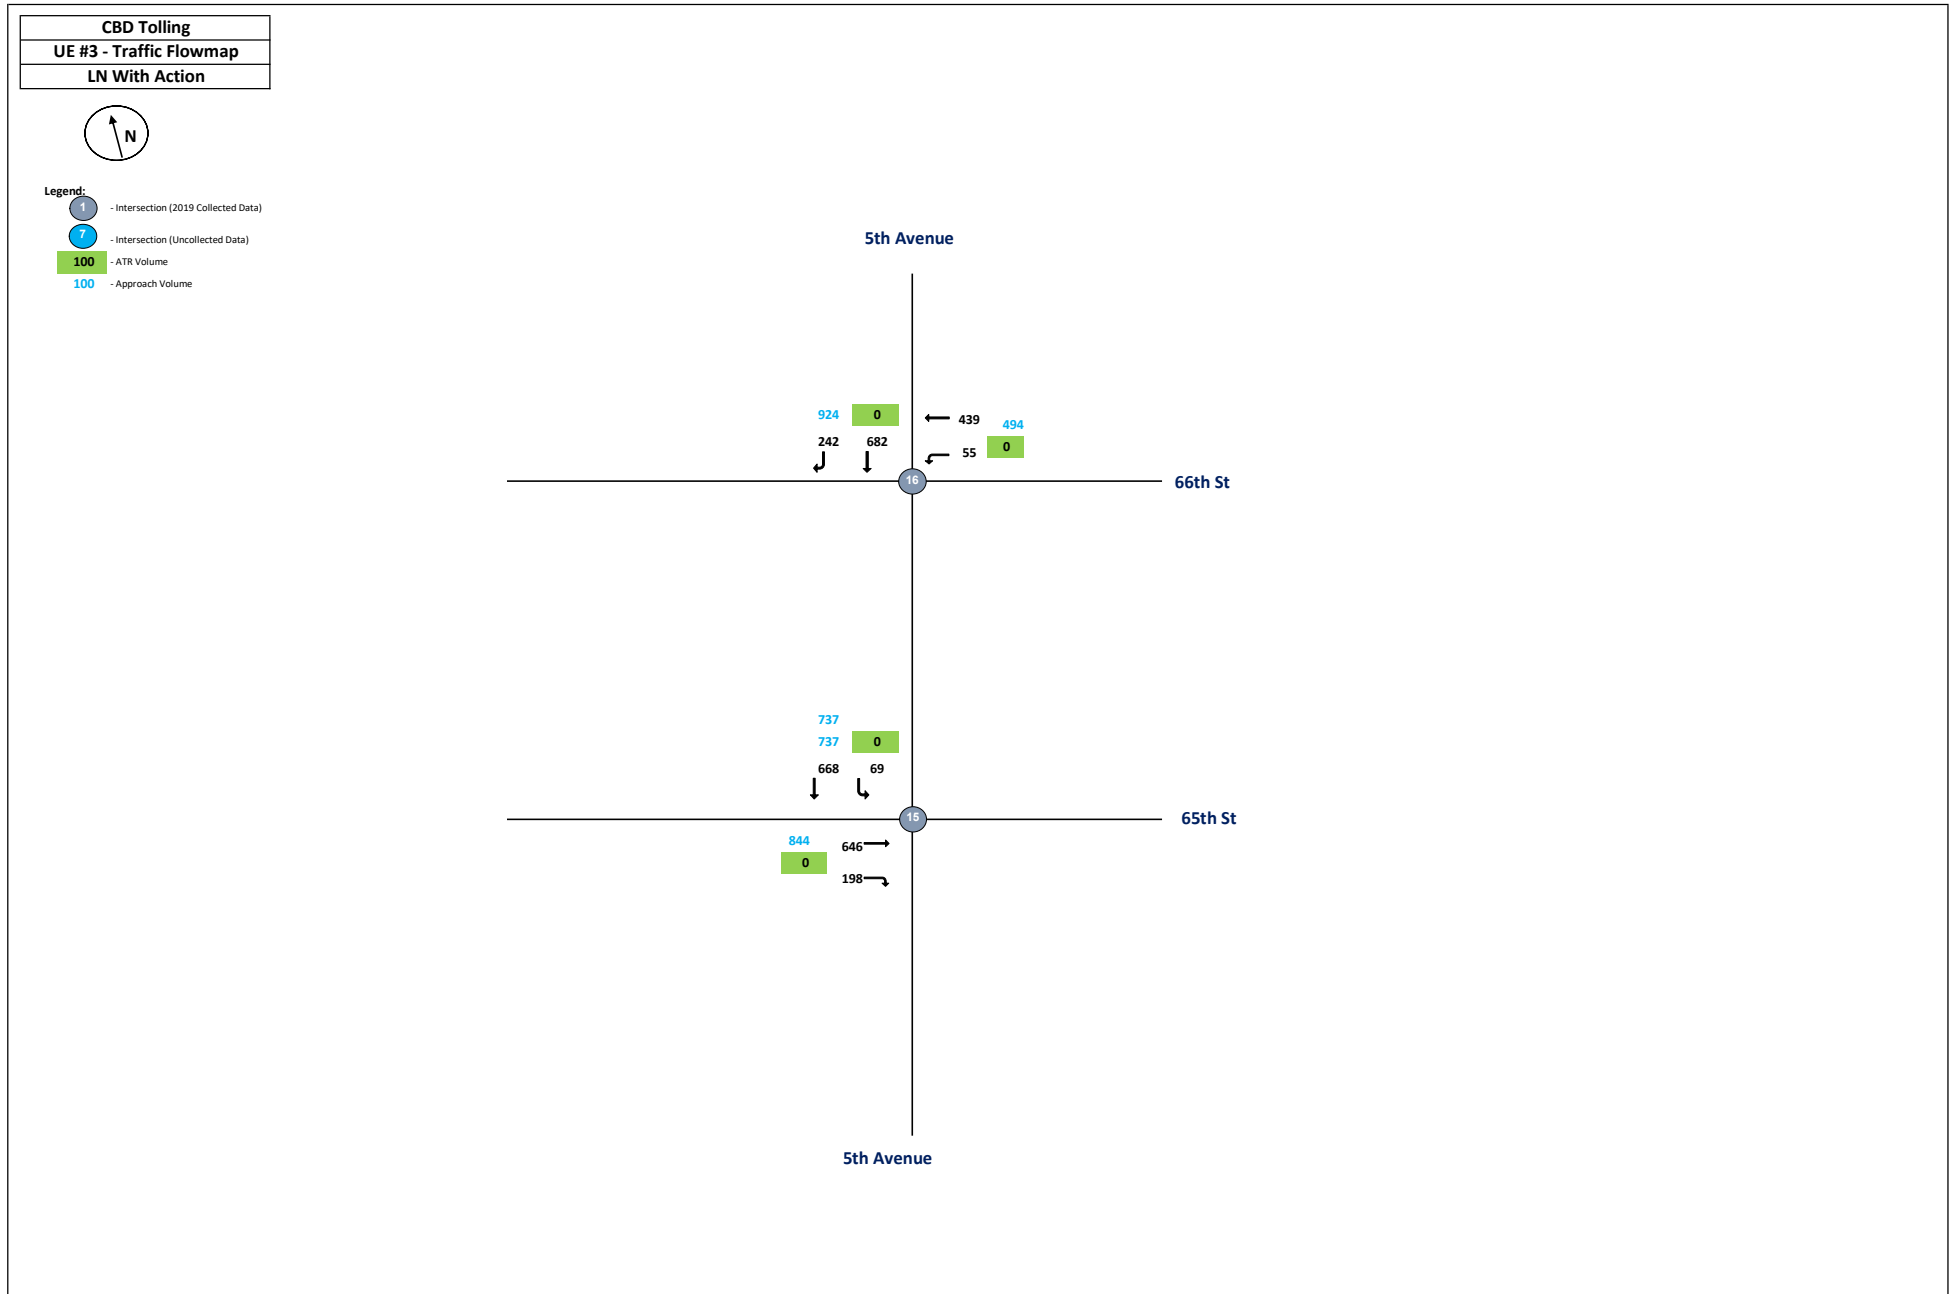 CBD Tolling
UE #3 - Traffic Flowmap
LN With Action
N
Legend:
1 - Intersection (2019 Collected Data)
7 - Intersection (Uncollected Data)
100 - ATR Volume
100 - Approach Volume
5th Avenue
924 0 439 494
242 682 55 0
16 66th St
737
737 0
668 69
15 65th St
844 646
0 198
5th Avenue